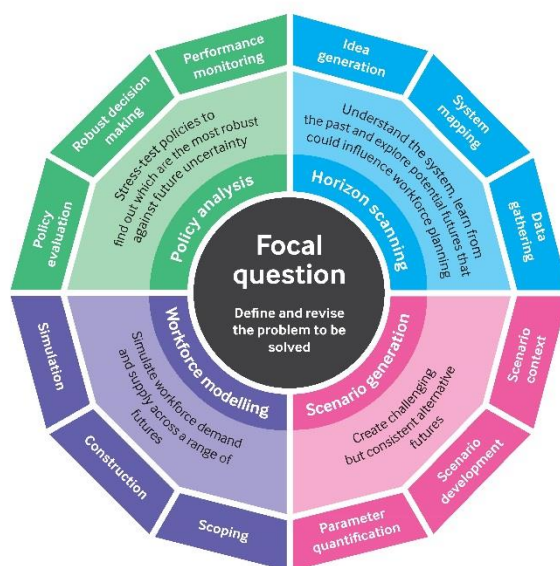 Focal
question
Define and revise
the problem to be
solved
Horizon scanning
Understand the system, learn from
the past and explore potential futures that
could influence workforce planning
Idea
generation
System
mapping
Data
gathering
Scenario generation
Create challenging
but consistent alternative
futures
Scenario
context
Scenario
development
Parameter
quantification
Workforce modelling
Simulate workforce demand
and supply across a range of
futures
Scoping
Construction
Simulation
Policy analysis
Stress-test policies to
find out which are the most robust
against future uncertainty
Policy
evaluation
Robust decision
making
Performance
monitoring